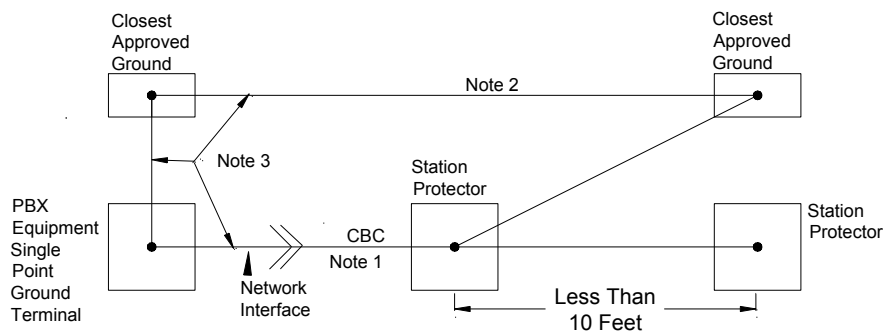 Closest
Approved
Ground
Closest
Approved
Ground
Note 2
Note 3
Station
Protector
PBX
Equipment
Single
Point
Ground
Terminal
CBC
Note 1
Network
Interface
Station
Protector
Less Than
10 Feet